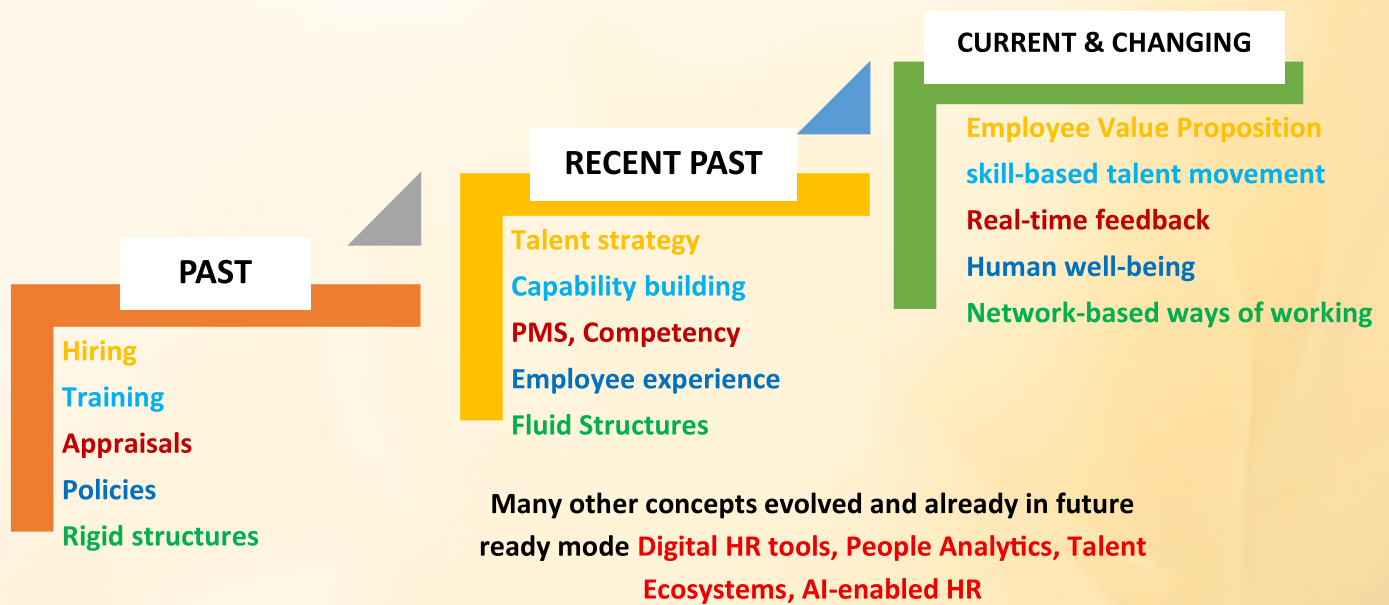 PAST
Hiring
Training
Appraisals
Policies
Rigid structures
RECENT PAST
Talent strategy
Capability building
PMS, Competency
Employee experience
Fluid Structures
CURRENT & CHANGING
Employee Value Proposition
skill-based talent movement
Real-time feedback
Human well-being
Network-based ways of working
Many other concepts evolved and already in future
ready mode Digital HR tools, People Analytics, Talent
Ecosystems, AI-enabled HR